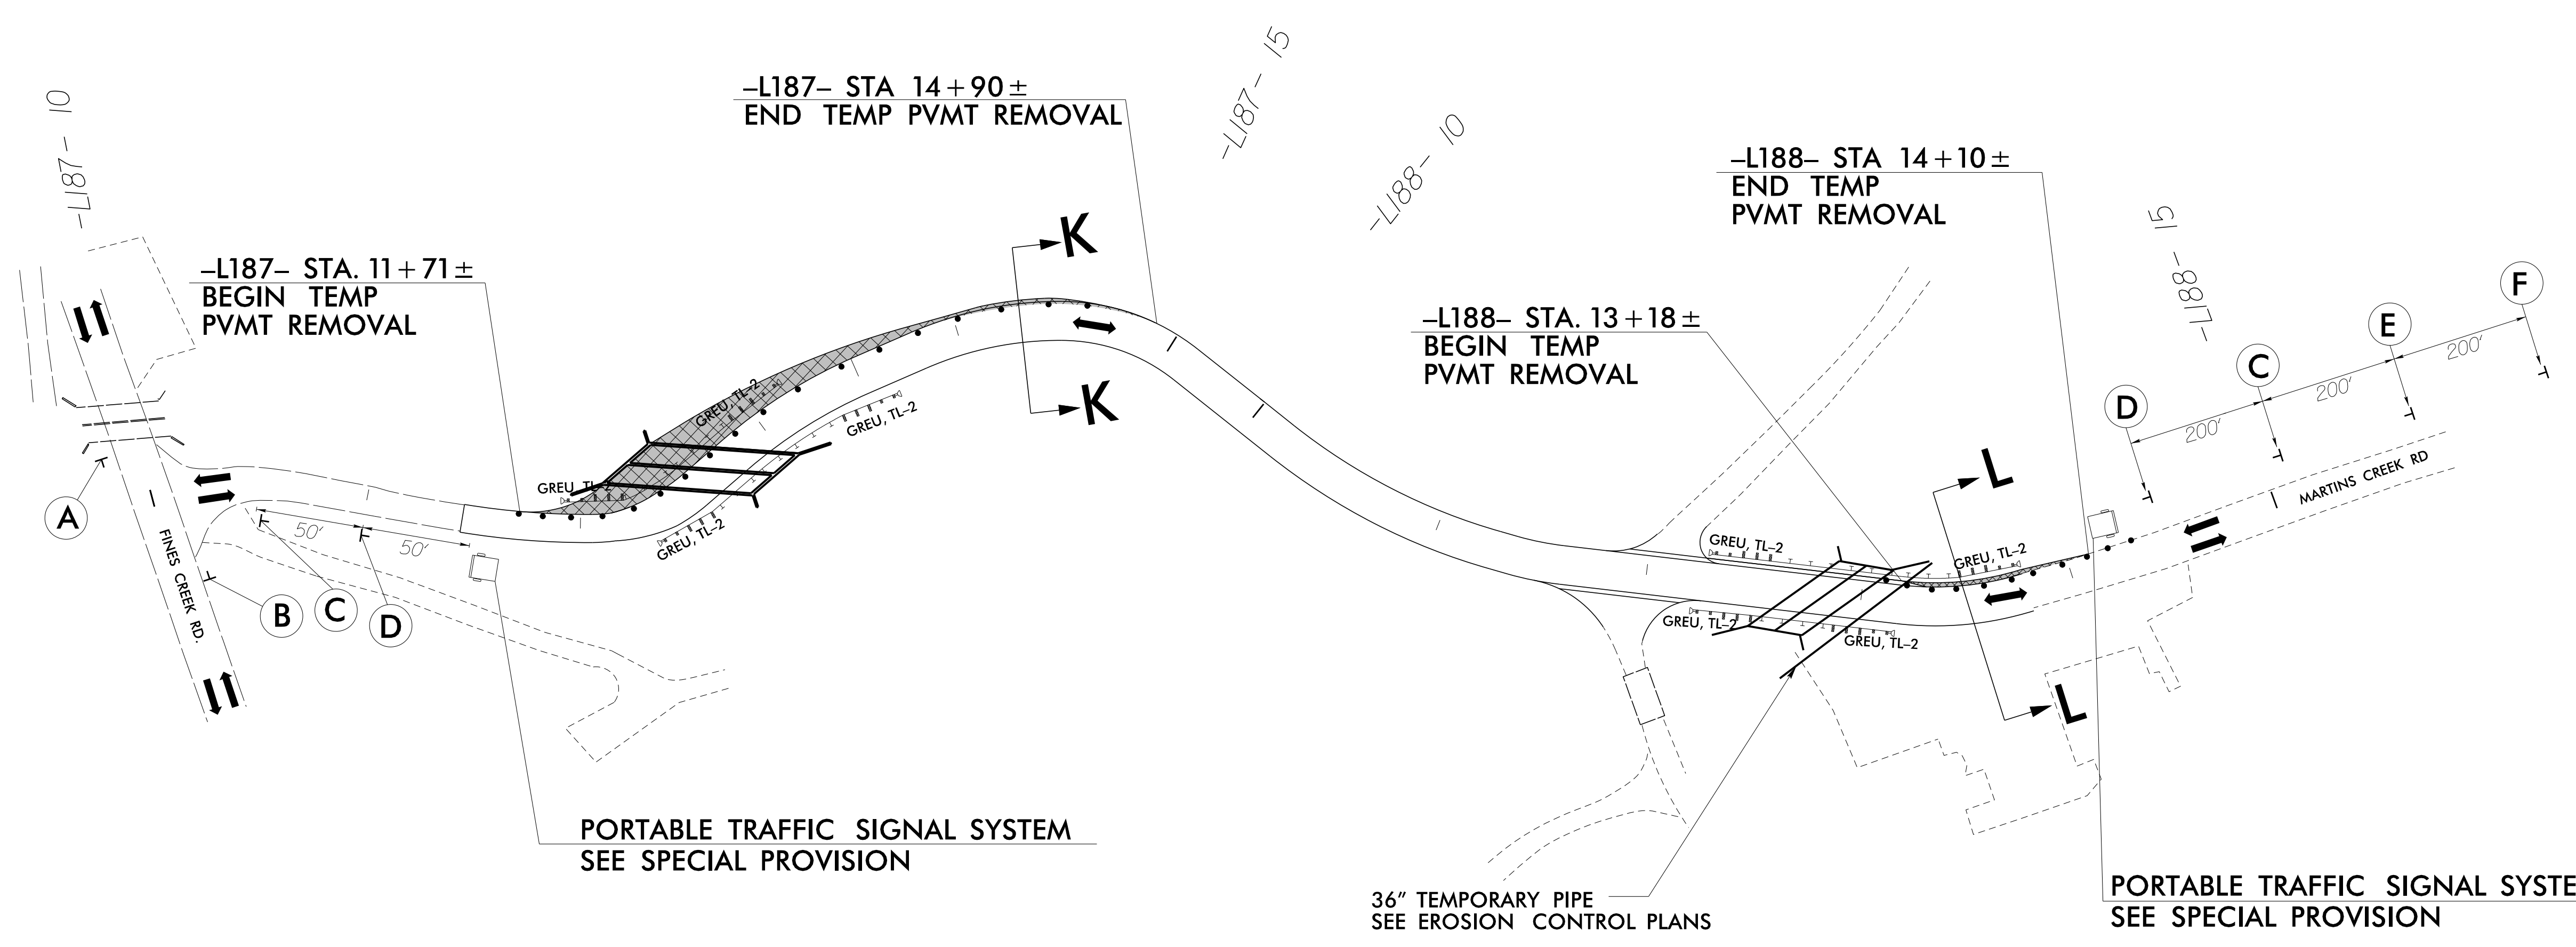 -L187- 10
-L187- 15
-L188- 10
-L188- 15
–L187– STA 14+90±
END TEMP PVMT REMOVAL
–L188– STA 14+10±
END TEMP
PVMT REMOVAL
–L187– STA. 11+71±
BEGIN TEMP
PVMT REMOVAL
–L188– STA. 13+18±
BEGIN TEMP
PVMT REMOVAL
K
K
F
E
C
D
200'
200'
200'
GREU, TL–2
GREU, TL–2
GREU, TL–2
GREU, TL–2
A
B
C
D
50'
50'
FINES CREEK RD.
L
L
GREU, TL–2
GREU, TL–2
GREU, TL–2
GREU, TL–2
MARTINS CREEK RD
PORTABLE TRAFFIC SIGNAL SYSTEM
SEE SPECIAL PROVISION
36" TEMPORARY PIPE
SEE EROSION CONTROL PLANS
PORTABLE TRAFFIC SIGNAL SYSTE
SEE SPECIAL PROVISION